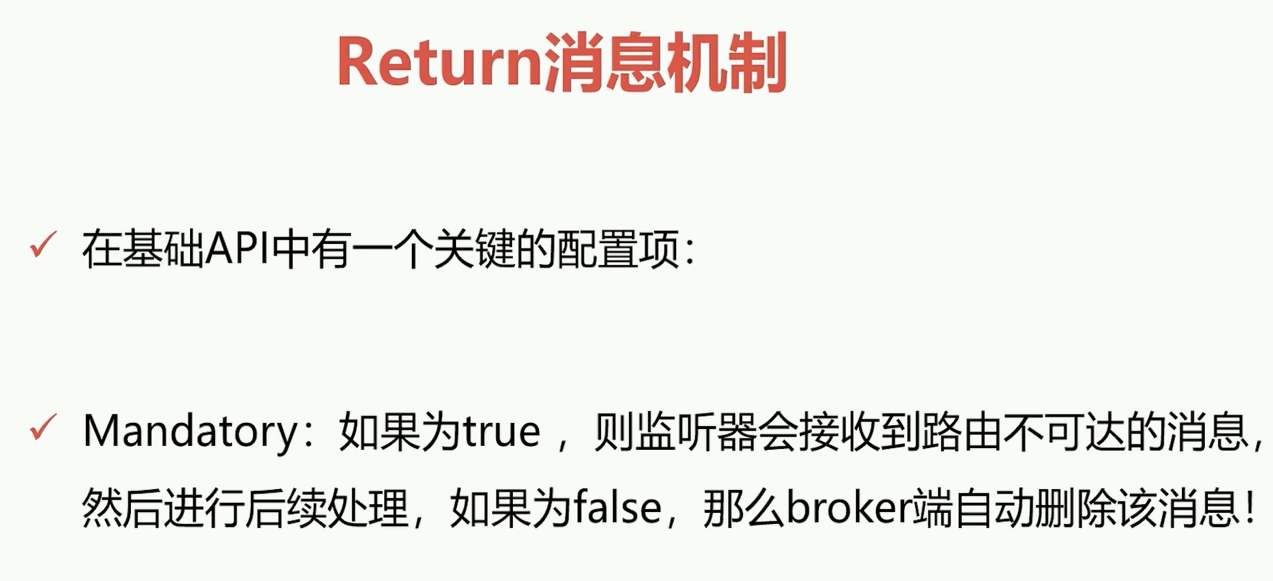 Return消息机制
在基础API中有一个关键的配置项：
Mandatory：如果为true ，则监听器会接收到路由不可达的消息，
然后进行后续处理，如果为false，那么broker端自动删除该消息！